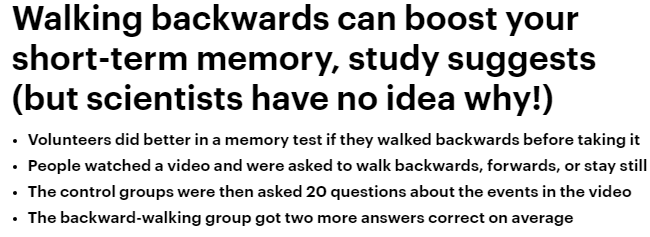 Walking backwards can boost your
short-term memory, study suggests
(but scientists have no idea why!)
• Volunteers did better in a memory test if they walked backwards before taking it
• People watched a video and were asked to walk backwards, forwards, or stay still
• The control groups were then asked 20 questions about the events in the video
• The backward-walking group got two more answers correct on average